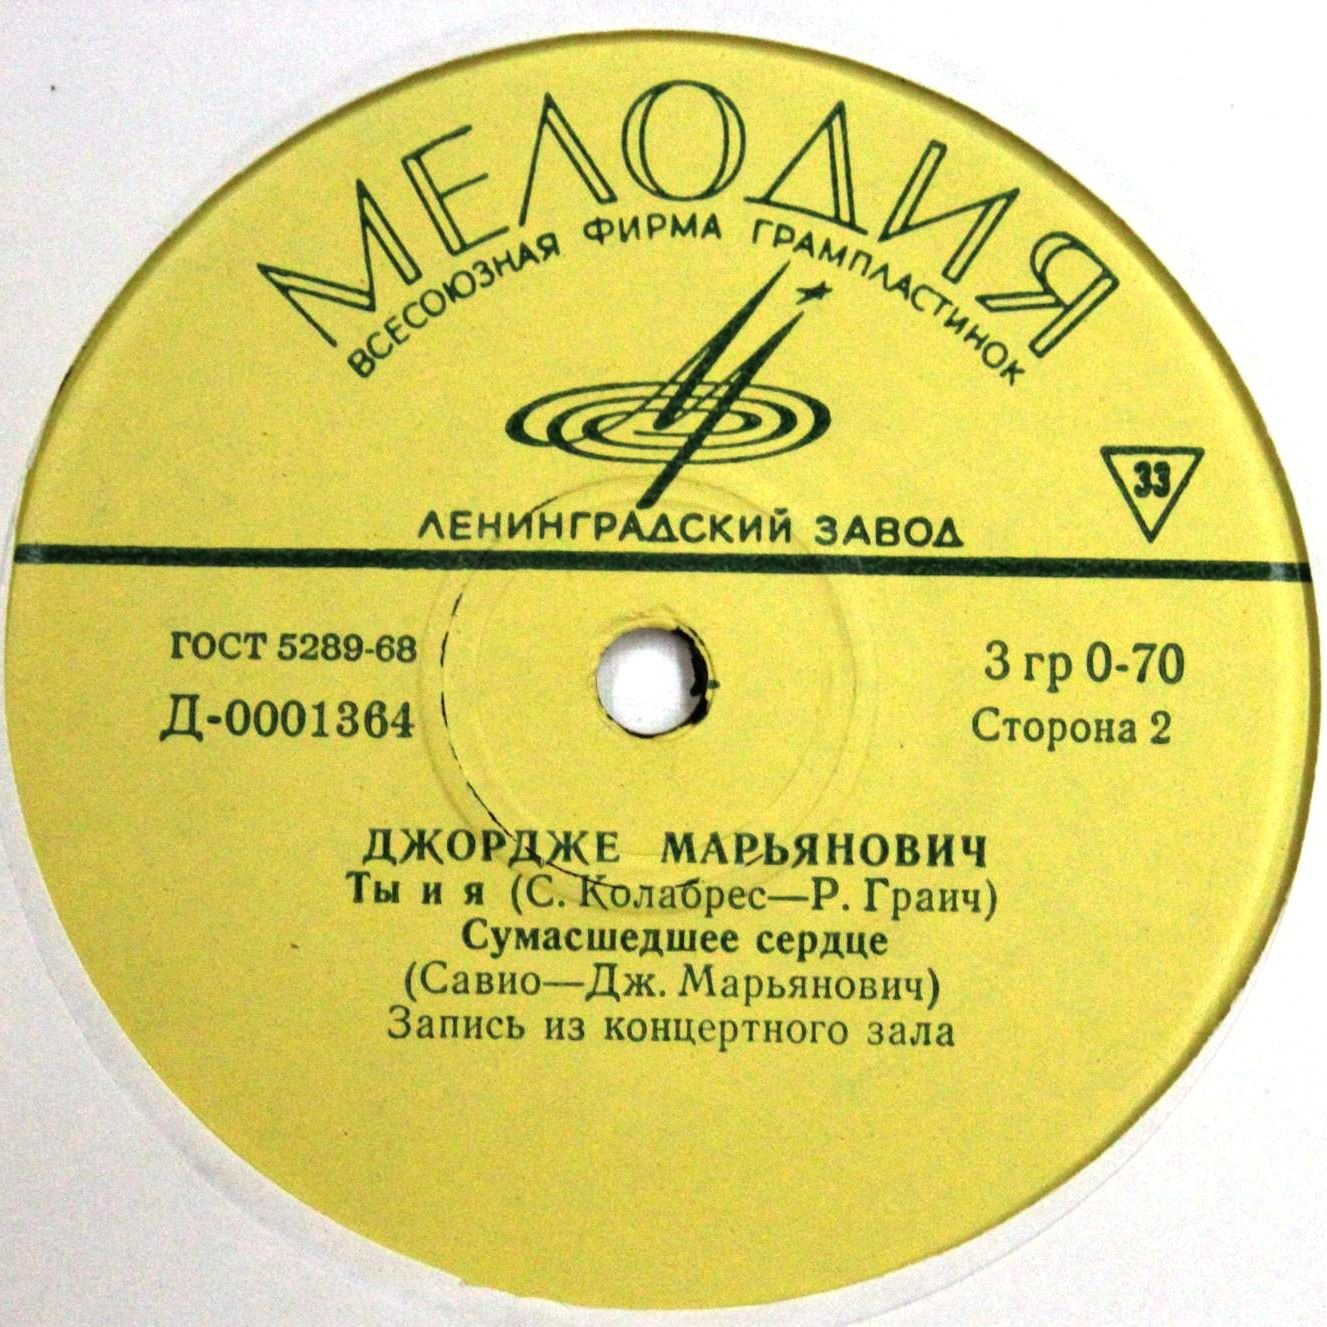 МЕЛОДИЯ
ВСЕСОЮЗНАЯ ФИРМА ГРАМПЛАСТИНОК
33
ЛЕНИНГРАДСКИЙ ЗАВОД
ГОСТ 5289-68
3 гр 0-70
Д-0001364
Сторона 2
ДЖОРДЖЕ МАРЬЯНОВИЧ
Ты и я (С. Колабрес—Р. Граич)
Сумасшедшее сердце
(Савио—Дж. Марьянович)
Запись из концертного зала